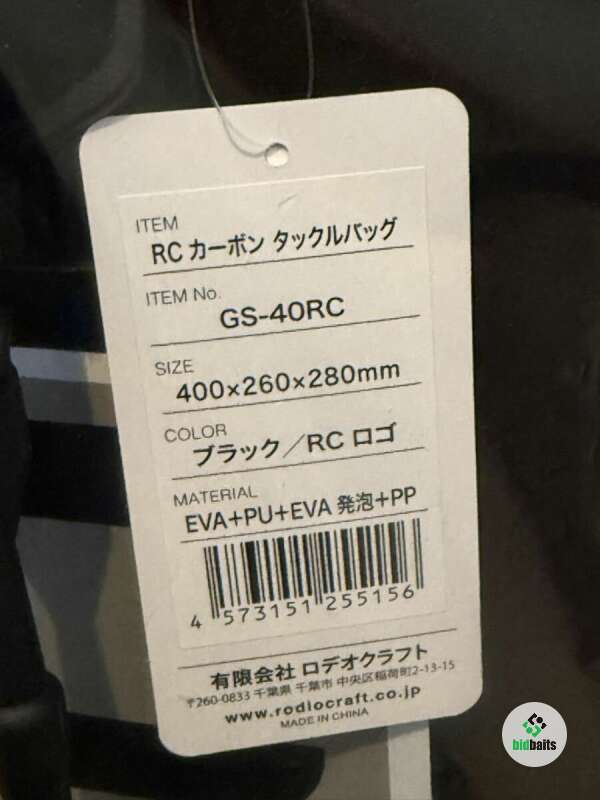 ITEM
RC カーボン タックルバッグ
ITEM No.
GS-40RC
SIZE
400×260×280mm
COLOR
ブラック／RC ロゴ
MATERIAL
EVA+PU+EVA 発泡+PP
4 573151 255156
有限会社 ロデオクラフト
〒260-0833 千葉県 千葉市 中央区稲荷町2-13-15
www.rodiocraft.co.jp
MADE IN CHINA
bidbaits